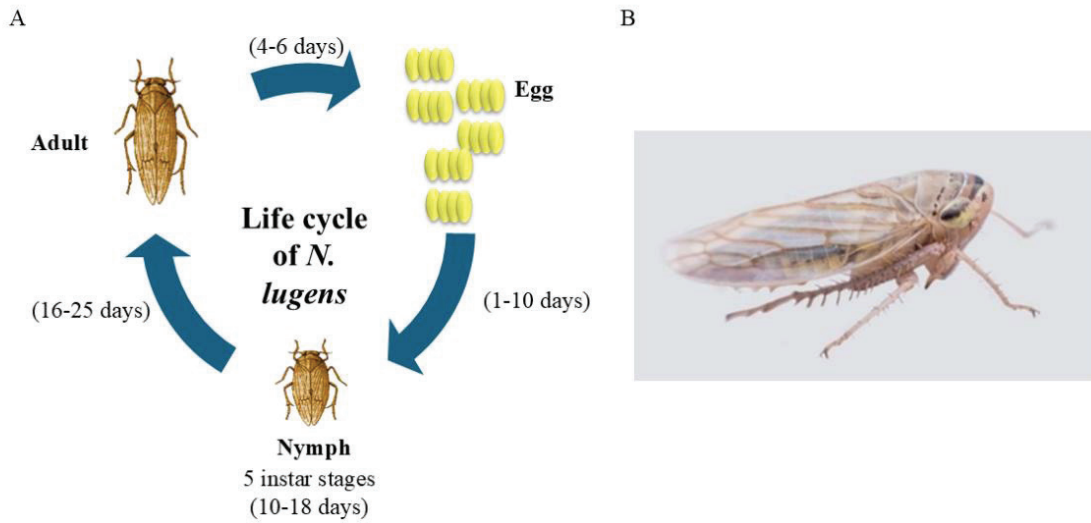 A
B
(4-6 days)
Egg
Adult
Life cycle
of N.
lugens
(16-25 days)
(1-10 days)
Nymph
5 instar stages
(10-18 days)